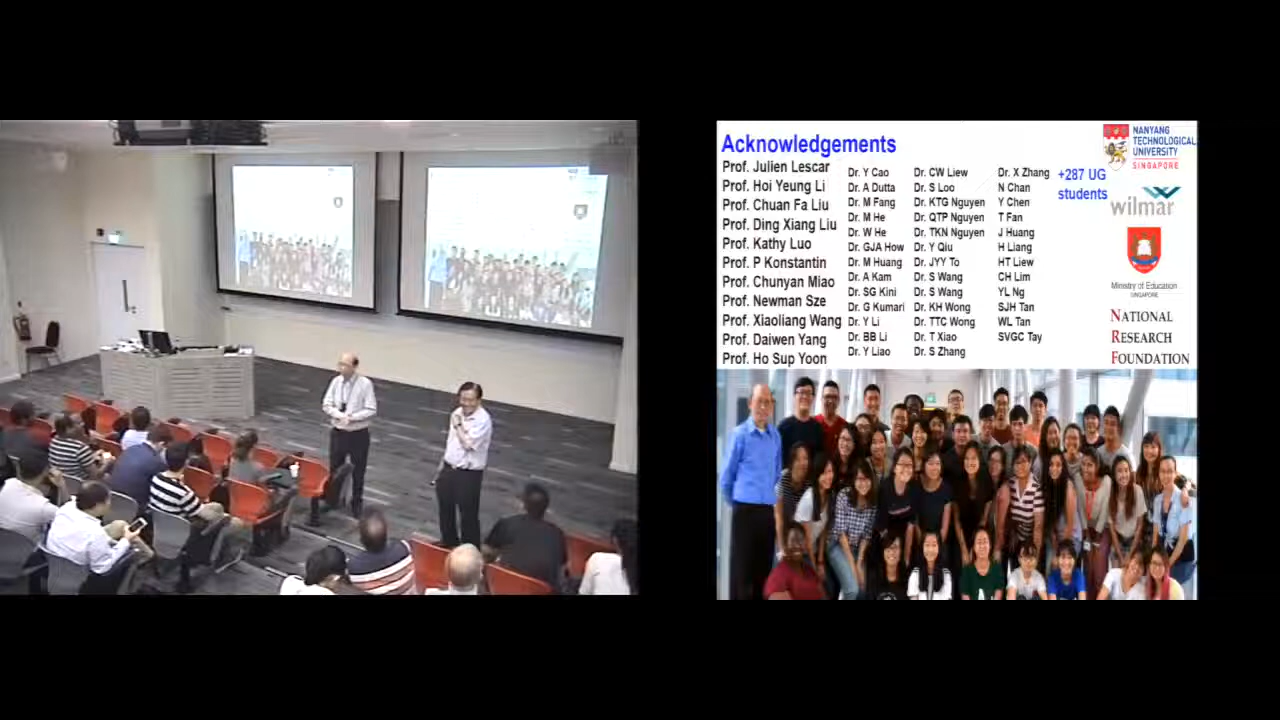 Acknowledgements
Prof. Julien Lescar
Prof. Hoi Yeung Li
Prof. Chuan Fa Liu
Prof. Ding Xiang Liu
Prof. Kathy Luo
Prof. P Konstantin
Prof. Chunyan Miao
Prof. Newman Sze
Prof. Xiaoliang Wang
Prof. Daiwen Yang
Prof. Ho Sup Yoon
Dr. Y Cao
Dr. A Dutta
Dr. M Fang
Dr. M He
Dr. W He
Dr. GJA How
Dr. M Huang
Dr. A Kam
Dr. SG Kini
Dr. G Kumari
Dr. Y Li
Dr. BB Li
Dr. Y Liao
Dr. CW Liew
Dr. S Loo
Dr. KTG Nguyen
Dr. QTP Nguyen
Dr. TKN Nguyen
Dr. Y Qiu
Dr. JYY To
Dr. S Wang
Dr. S Wang
Dr. KH Wong
Dr. TTC Wong
Dr. T Xiao
Dr. S Zhang
Dr. X Zhang
N Chan
Y Chen
T Fan
J Huang
H Liang
HT Liew
CH Lim
YL Ng
SJH Tan
WL Tan
SVGC Tay
+287 UG
students
NANYANG
TECHNOLOGICAL
UNIVERSITY
SINGAPORE
wilmar
Ministry of Education
SINGAPORE
NATIONAL
RESEARCH
FOUNDATION